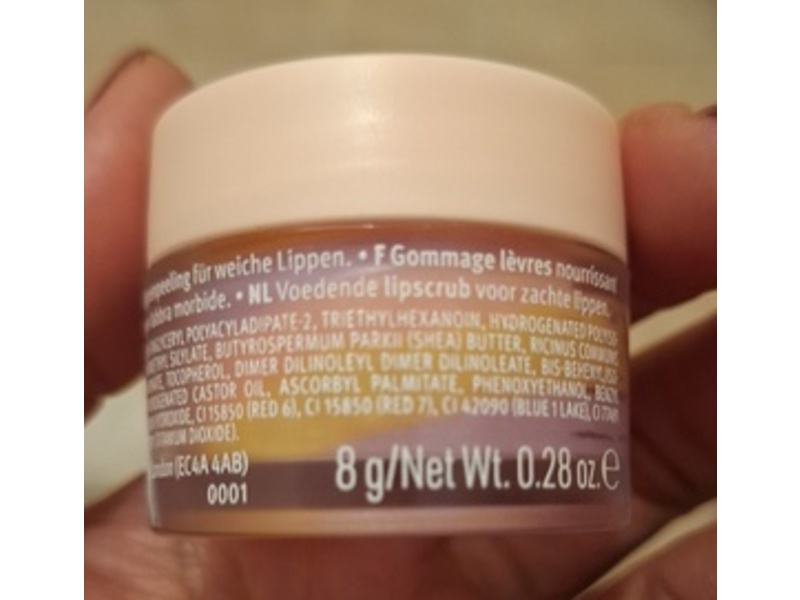 peeling für weiche Lippen. • F Gommage lèvres nourrissant
labbra morbide. • NL Voedende lipscrub voor zachte lippen.
POLYACYLADIPATE-2, TRIETHYLHEXANOIN, HYDROGENATED
SILYLATE, BUTYROSPERMUM PARKII (SHEA) BUTTER, RICINUS COMMUNIS
TOCOPHEROL, DIMER DILINOLEYL DIMER DILINOLEATE,
CASTOR OIL, ASCORBYL PALMITATE, PHENOXYETHANOL,
CI 15850 (RED 6), CI 15850 (RED 7), CI 42090 (BLUE 1 LAKE),
DIOXIDE).
(EC4A 4AB)
0001
8 g/Net Wt. 0.28 oz. ℮